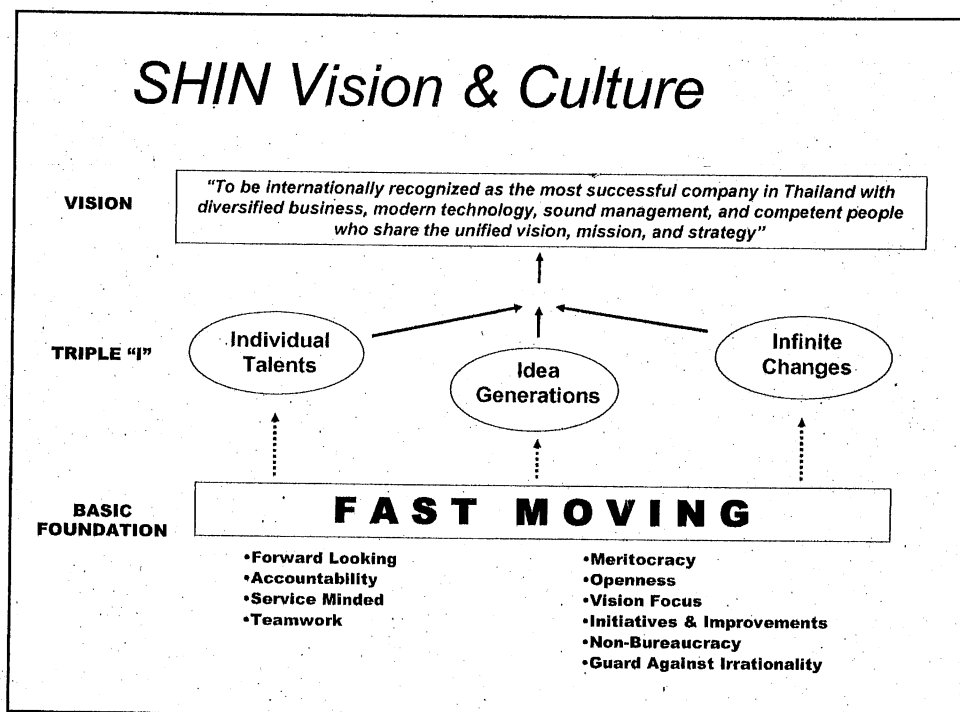 SHIN Vision & Culture
VISION
"To be internationally recognized as the most successful company in Thailand with
diversified business, modern technology, sound management, and competent people
who share the unified vision, mission, and strategy"
TRIPLE "I"
Individual
Talents
Idea
Generations
Infinite
Changes
BASIC
FOUNDATION
FAST MOVING
•Forward Looking
•Accountability
•Service Minded
•Teamwork
•Meritocracy
•Openness
•Vision Focus
•Initiatives & Improvements
•Non-Bureaucracy
•Guard Against Irrationality